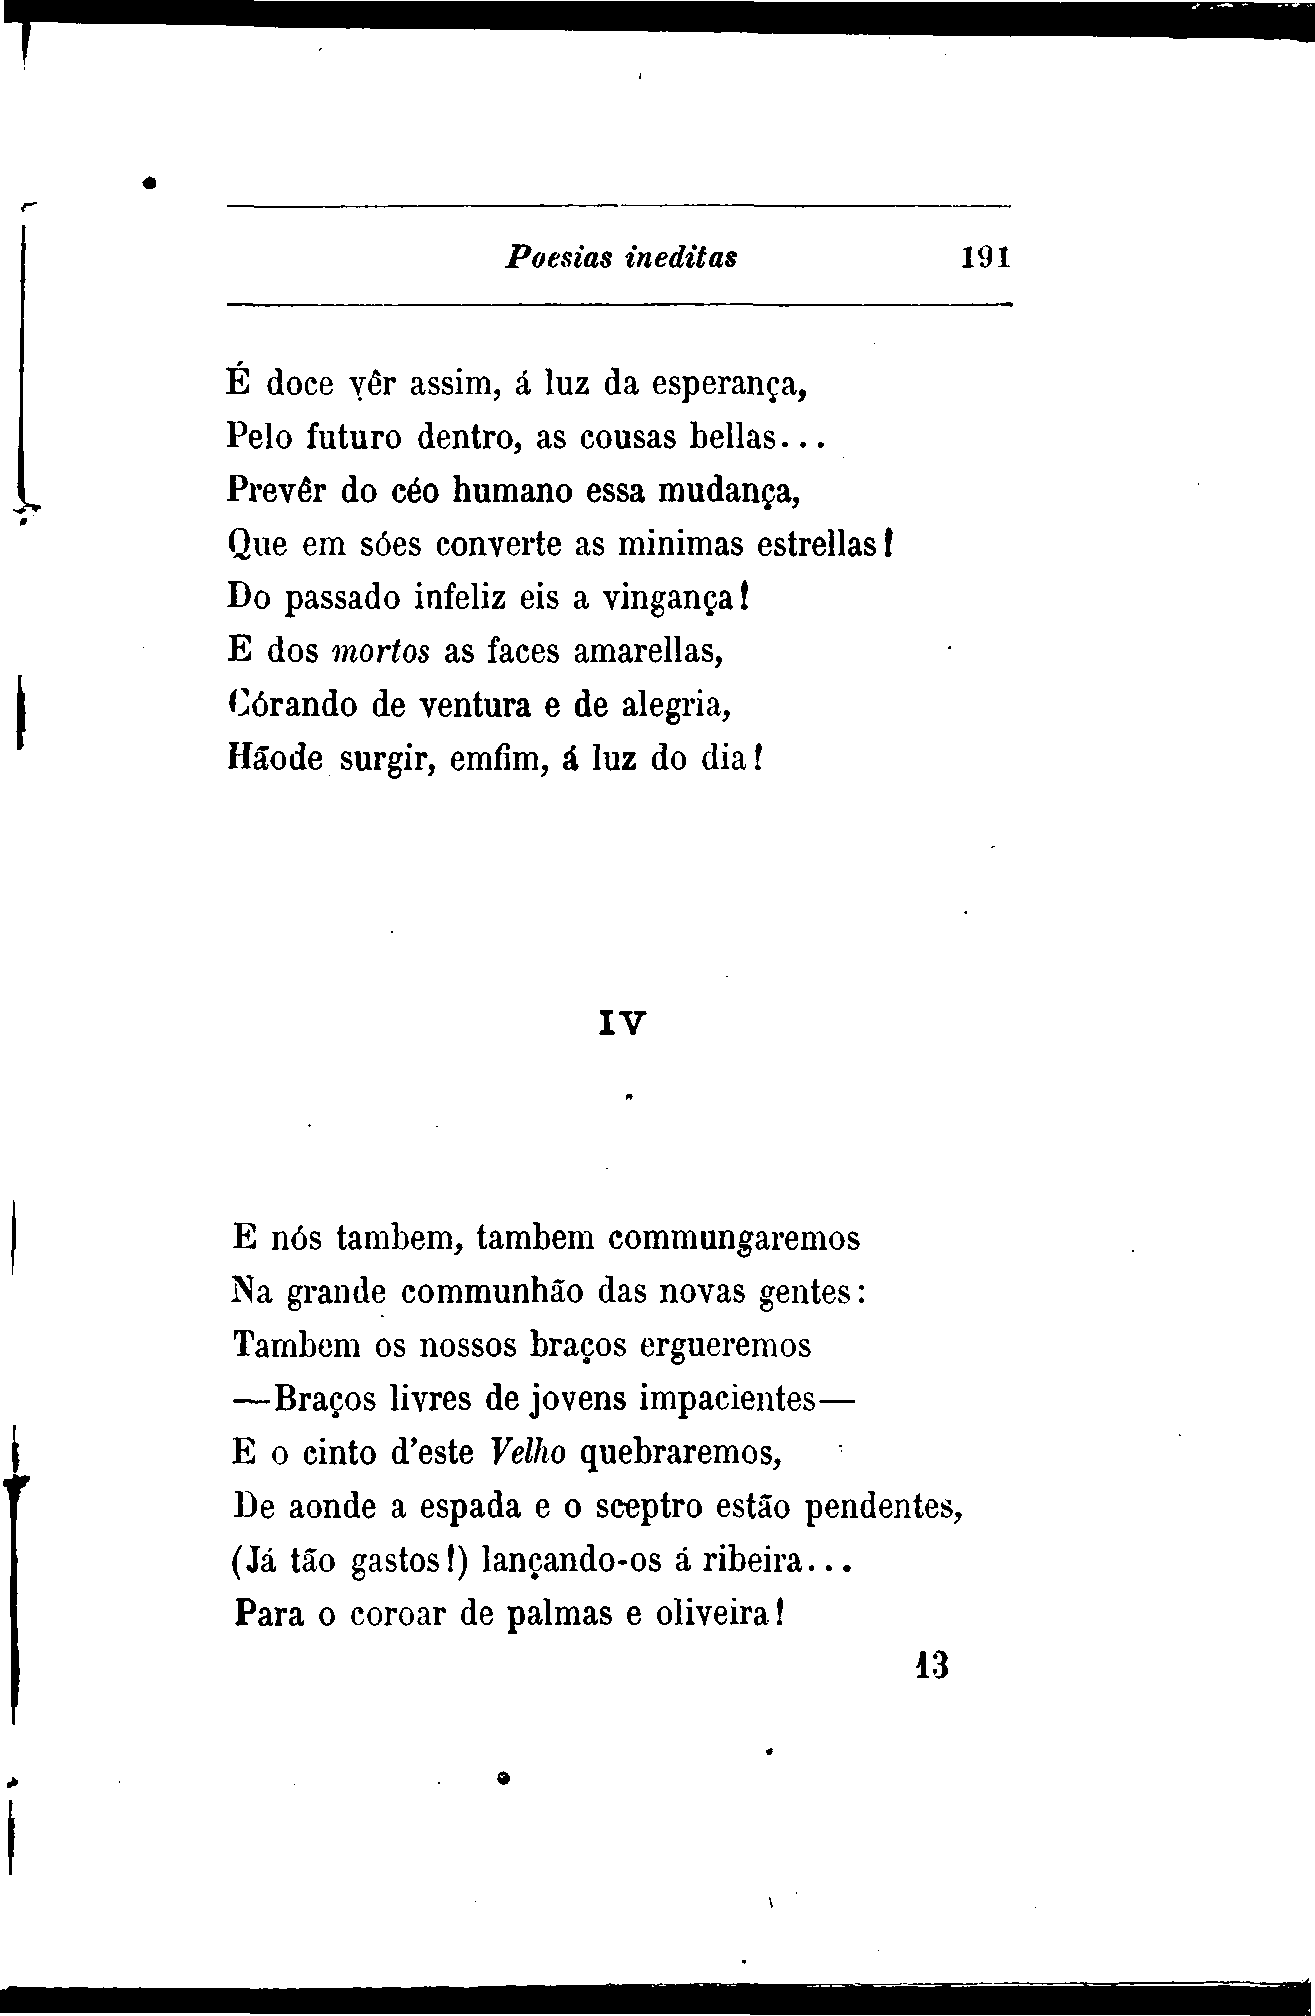 Poesias ineditas 191
É doce vêr assim, á luz da esperança,
Pelo futuro dentro, as cousas bellas...
Prevêr do céo humano essa mudança,
Que em sóes converte as minimas estrellas!
Do passado infeliz eis a vingança!
E dos mortos as faces amarellas,
Córando de ventura e de alegria,
Hãode surgir, emfim, á luz do dia!
IV
E nós tambem, tambem commungaremos
Na grande communhão das novas gentes:
Tambem os nossos braços ergueremos
—Braços livres de jovens impacientes—
E o cinto d'este Velho quebraremos,
De aonde a espada e o sceptro estão pendentes,
(Já tão gastos!) lançando-os á ribeira...
Para o coroar de palmas e oliveira!
13